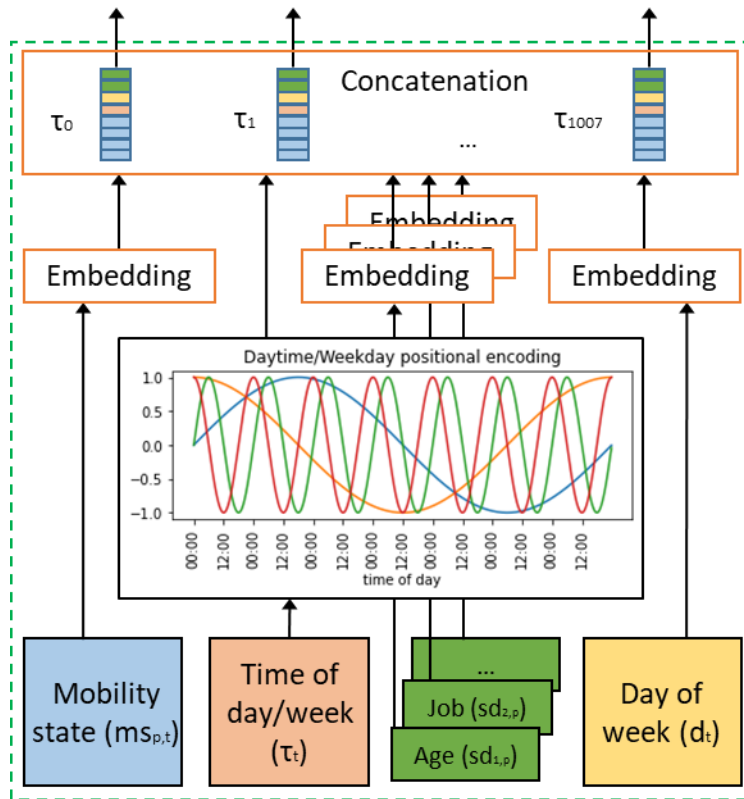 Concatenation
τ0
τ1
...
τ1007
Embedding
Embedding
Embedding
Embedding
Embedding
Daytime/Weekday positional encoding
1.0
0.5
0.0
−0.5
−1.0
00:00
12:00
00:00
12:00
00:00
12:00
00:00
12:00
00:00
12:00
00:00
12:00
00:00
12:00
time of day
Mobility
state (msp,t)
Time of
day/week
(τt)
...
Job (sd2,p)
Age (sd1,p)
Day of
week (dt)